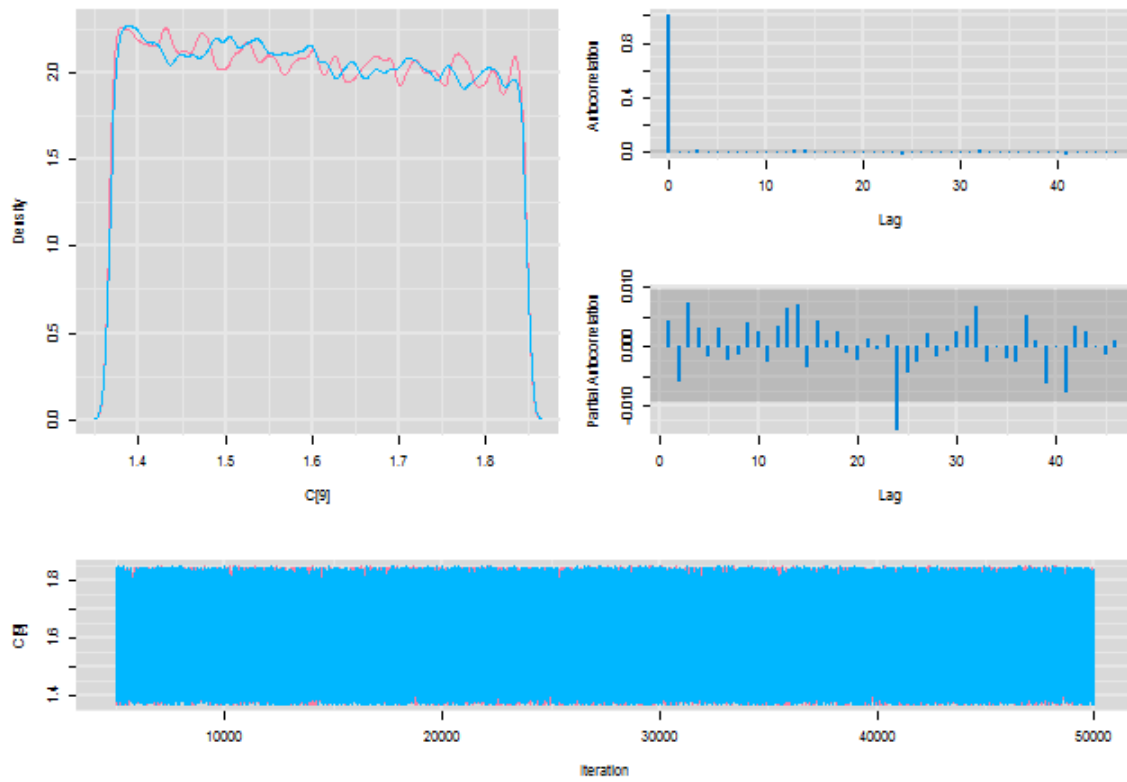 Density
2.0
1.5
1.0
0.5
0.0
1.4 1.5 1.6 1.7 1.8
C[9]
Autocorrelation
0.8
0.4
0.0
0 10 20 30 40
Lag
Partial Autocorrelation
0.010
0.000
-0.010
0 10 20 30 40
Lag
C[9]
1.8
1.6
1.4
10000 20000 30000 40000 50000
Iteration